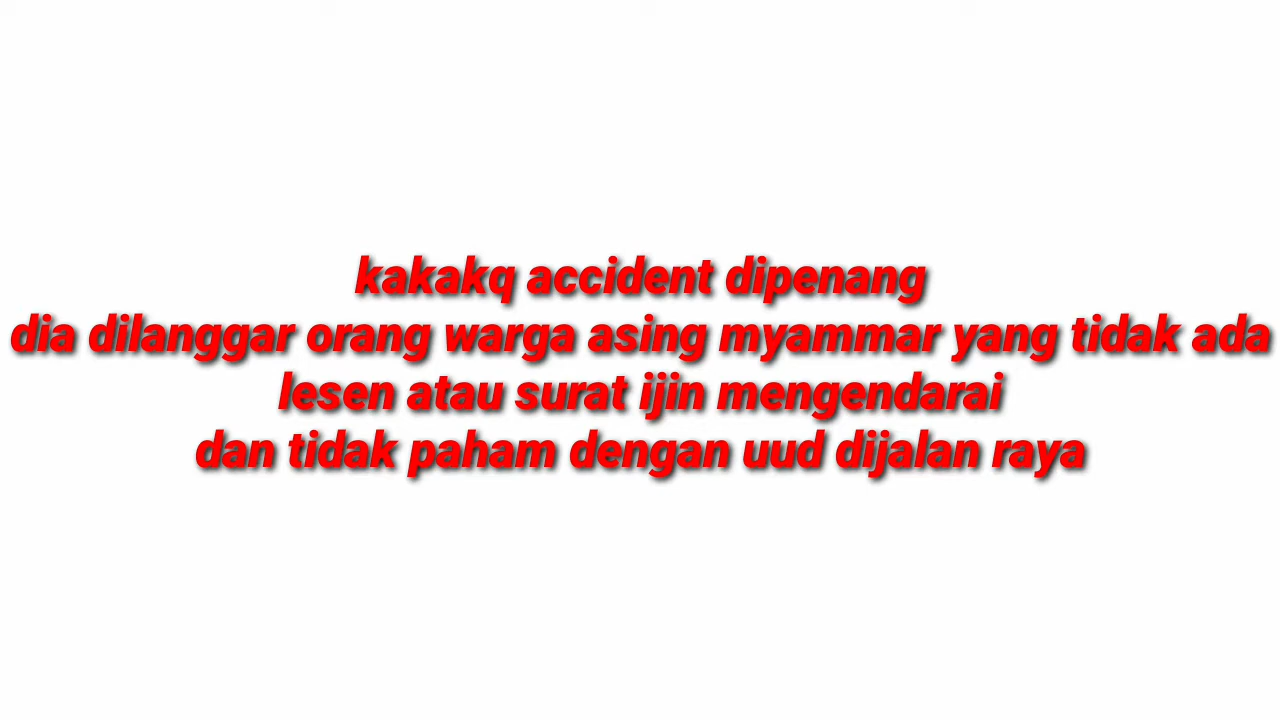 kakakq accident dipenang
dia dilanggar orang warga asing myammar yang tidak ada
lesen atau surat ijin mengendarai
dan tidak paham dengan uud dijalan raya